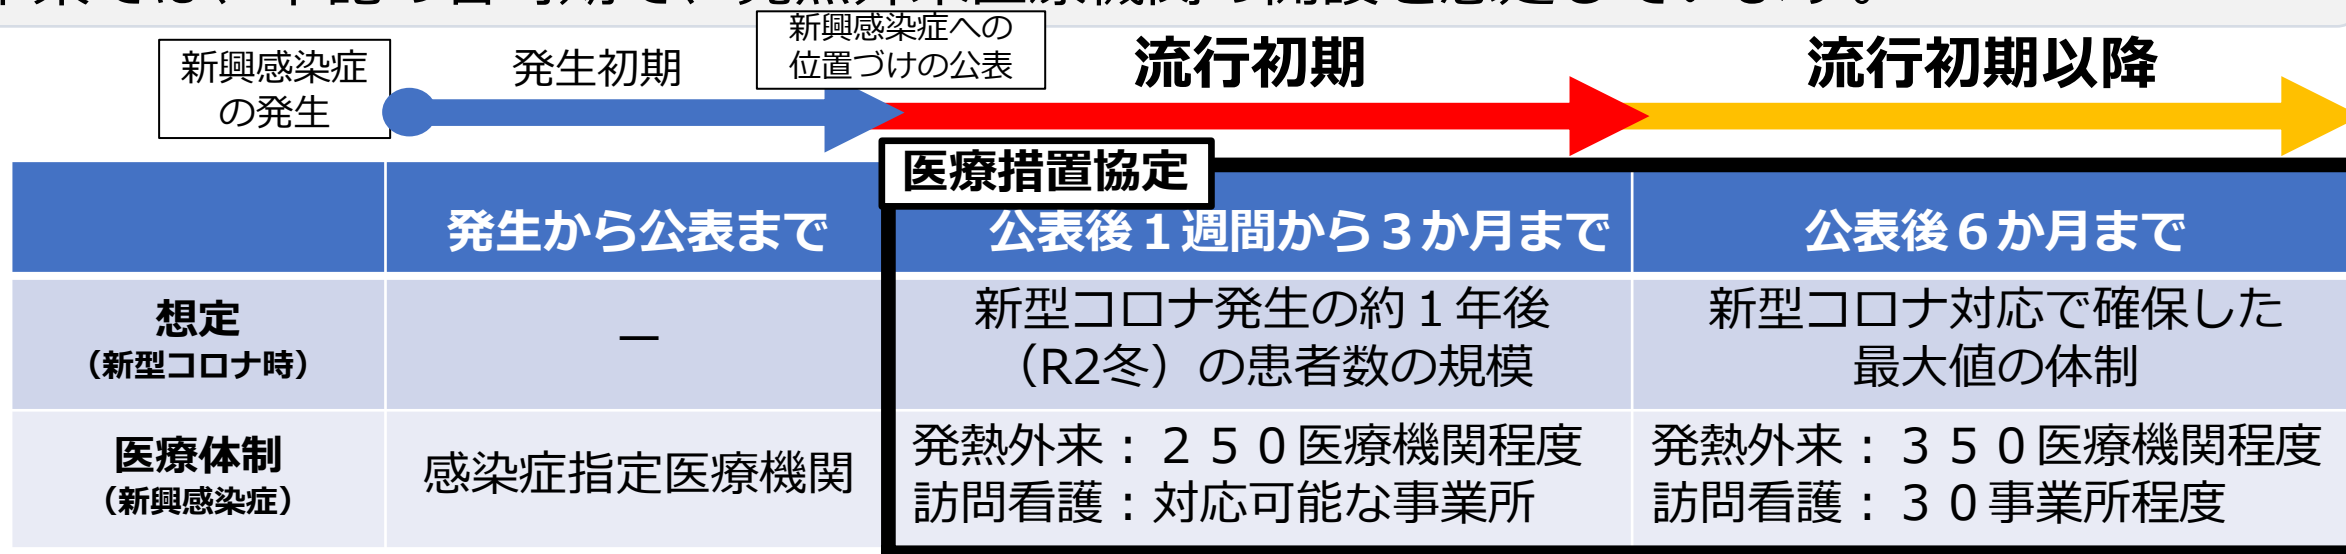 新興感染症
の発生
発生初期
新興感染症への
位置づけの公表
流行初期
流行初期以降
医療措置協定
発生から公表まで
公表後１週間から３か月まで
公表後６か月まで
想定
（新型コロナ時）
―
新型コロナ発生の約１年後
（R2冬）の患者数の規模
新型コロナ対応で確保した
最大値の体制
医療体制
（新興感染症）
感染症指定医療機関
発熱外来：２５０医療機関程度
訪問看護：対応可能な事業所
発熱外来：３５０医療機関程度
訪問看護：３０事業所程度